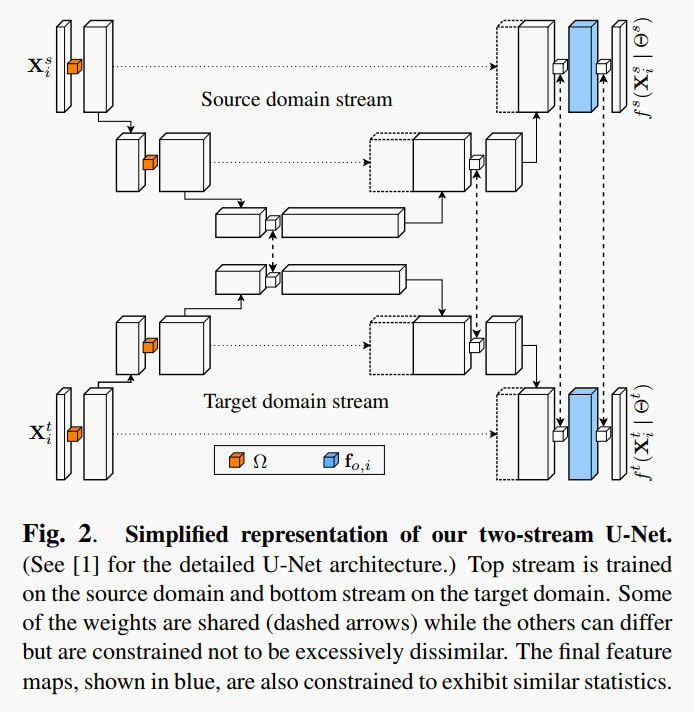 X_i^s
Source domain stream
f^s(X_i^s | Θ^s)
Target domain stream
X_i^t
f^t(X_i^t | Θ^t)
Ω f_{o,i}
Fig. 2. Simplified representation of our two-stream U-Net.
(See [1] for the detailed U-Net architecture.) Top stream is trained
on the source domain and bottom stream on the target domain. Some
of the weights are shared (dashed arrows) while the others can differ
but are constrained not to be excessively dissimilar. The final feature
maps, shown in blue, are also constrained to exhibit similar statistics.